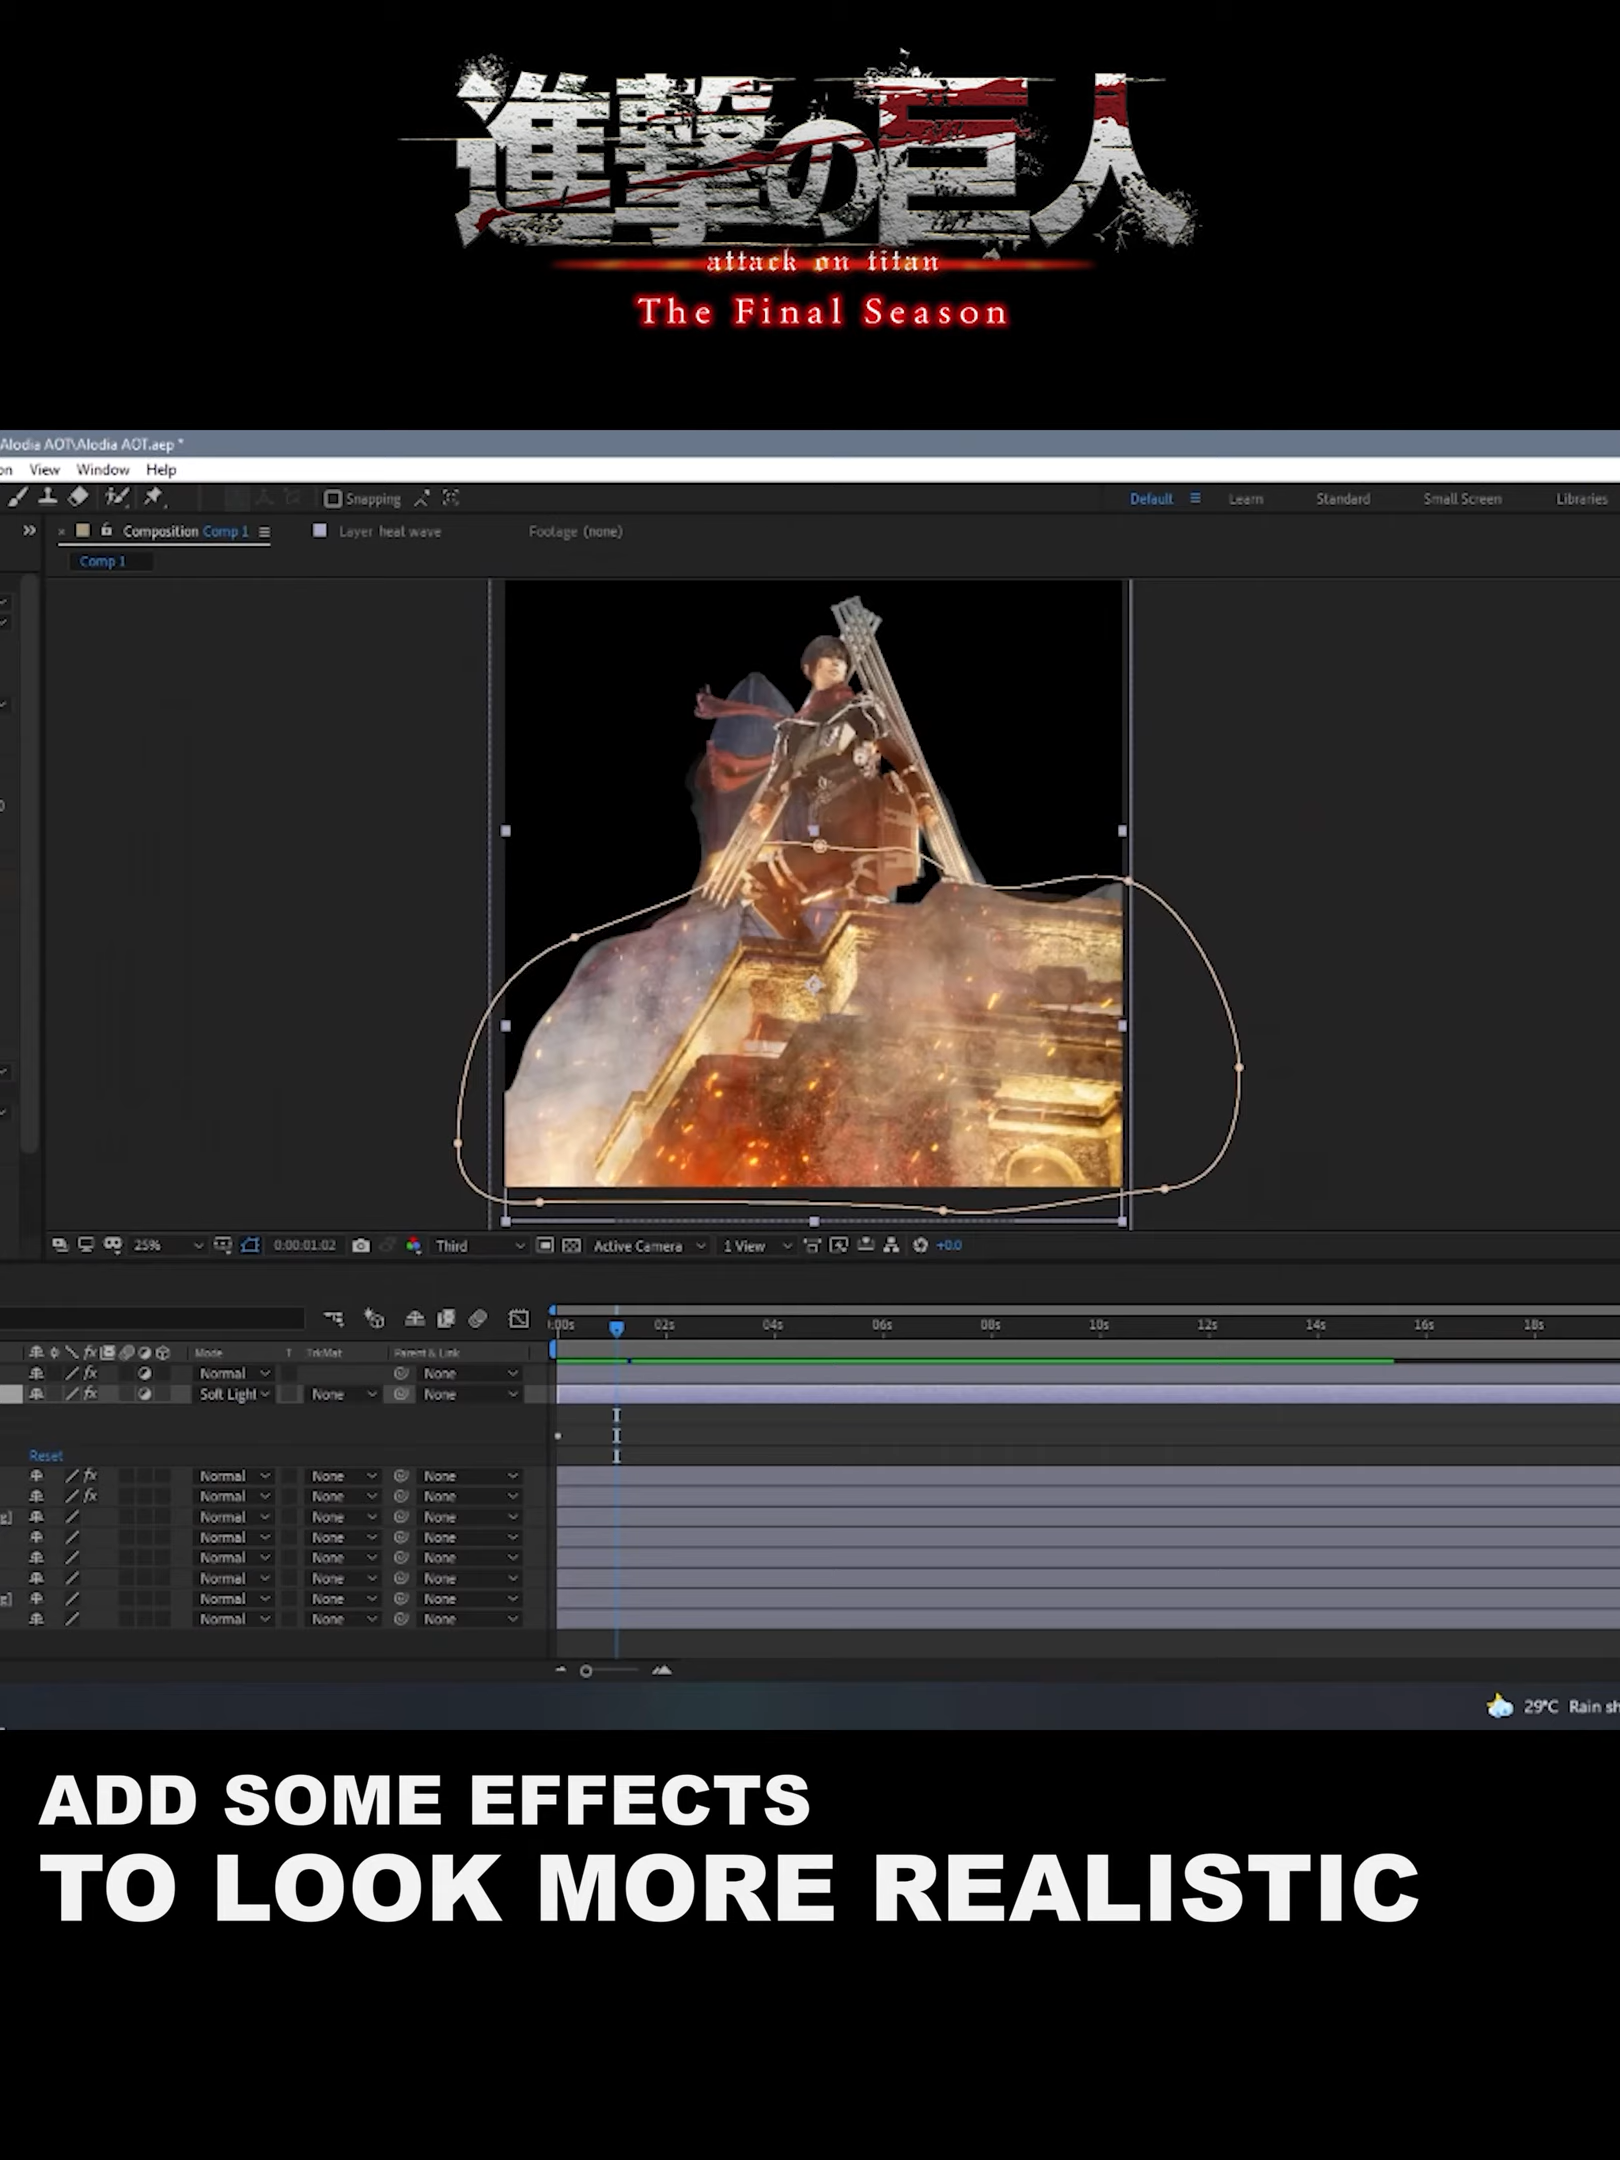 進撃の巨人
attack on titan
The Final Season
Alodia AOT\Alodia AOT.aep *
on View Window Help
Snapping Default Learn Standard Small Screen Libraries
Composition Comp 1 Layer heat wave Footage (none)
Comp 1
25% 0:00:01:02 Third Active Camera 1 View +0.0
:00s 02s 04s 06s 08s 10s 12s 14s 16s 18s
Mode T TrkMat Parent & Link
Normal None
Soft Light None None
Reset
Normal None None
Normal None None
g] Normal None None
Normal None None
Normal None None
Normal None None
g] Normal None None
Normal None None
29°C Rain sh
ADD SOME EFFECTS
TO LOOK MORE REALISTIC